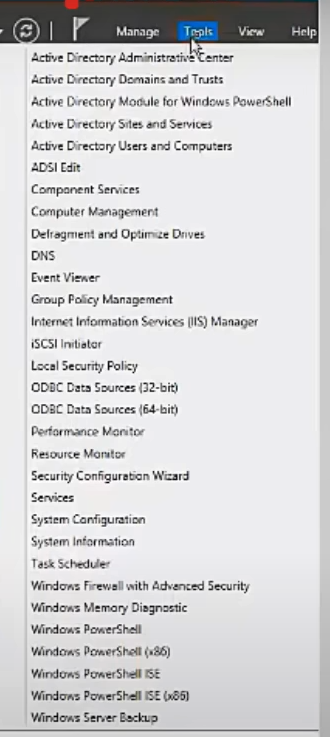 Manage Tools View Help
Active Directory Administrative Center
Active Directory Domains and Trusts
Active Directory Module for Windows PowerShell
Active Directory Sites and Services
Active Directory Users and Computers
ADSI Edit
Component Services
Computer Management
Defragment and Optimize Drives
DNS
Event Viewer
Group Policy Management
Internet Information Services (IIS) Manager
iSCSI Initiator
Local Security Policy
ODBC Data Sources (32-bit)
ODBC Data Sources (64-bit)
Performance Monitor
Resource Monitor
Security Configuration Wizard
Services
System Configuration
System Information
Task Scheduler
Windows Firewall with Advanced Security
Windows Memory Diagnostic
Windows PowerShell
Windows PowerShell (x86)
Windows PowerShell ISE
Windows PowerShell ISE (x86)
Windows Server Backup